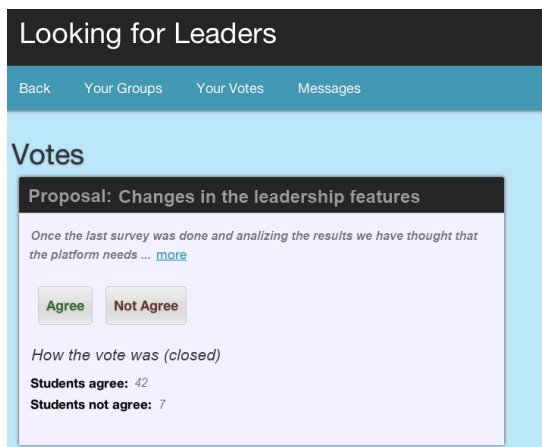 Looking for Leaders
Back Your Groups Your Votes Messages
Votes
Proposal: Changes in the leadership features
Once the last survey was done and analizing the results we have thought that
the platform needs ... more
Agree Not Agree
How the vote was (closed)
Students agree: 42
Students not agree: 7